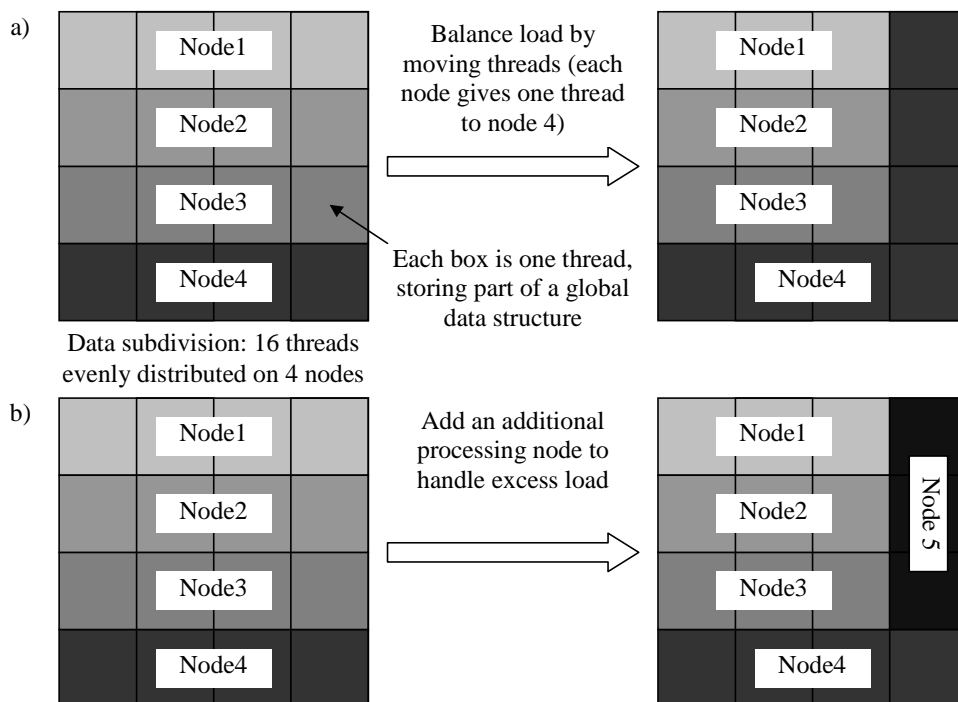 a)
Node1
Node2
Node3
Node4
Balance load by
moving threads (each
node gives one thread
to node 4)
Each box is one thread,
storing part of a global
data structure
Node1
Node2
Node3
Node4
Data subdivision: 16 threads
evenly distributed on 4 nodes
b)
Node1
Node2
Node3
Node4
Add an additional
processing node to
handle excess load
Node1
Node2
Node3
Node4
Node 5